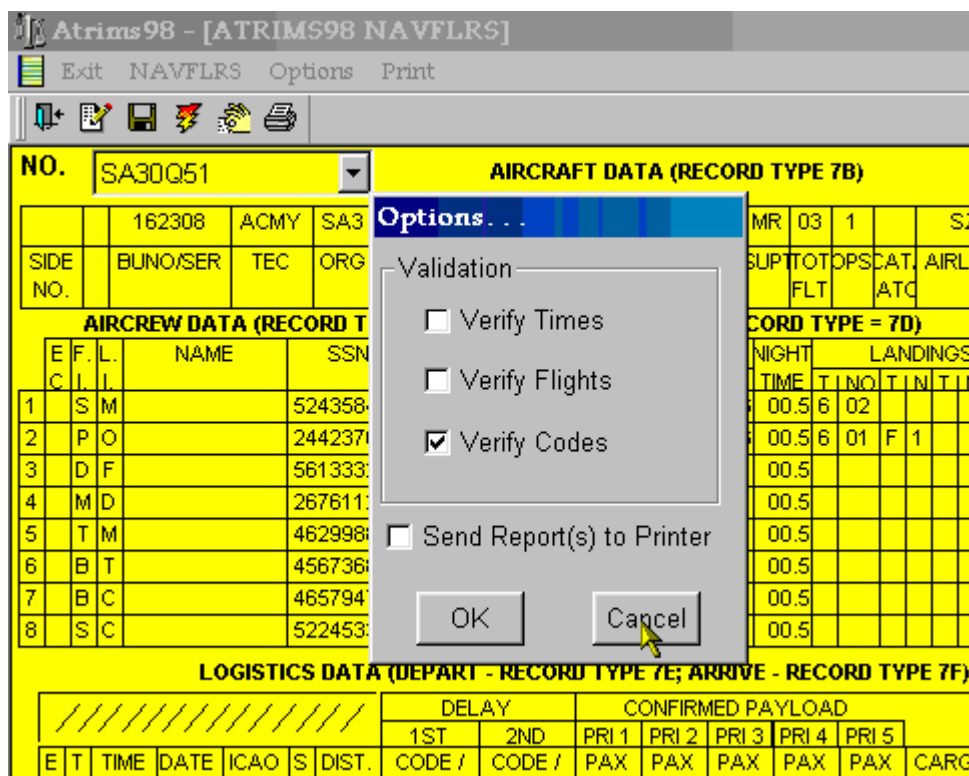 Atrims98 - [ATRIMS98 NAVFLRS]
Exit NAVFLRS Options Print
NO. SA30Q51 AIRCRAFT DATA (RECORD TYPE 7B)
162308 ACMY SA3 MR 03 1
SIDE NO. BUNO/SER TEC ORG SUPT TOT FLT OPS CAT. ATC AIRL
Options. . .
Validation
Verify Times
Verify Flights
Verify Codes
Send Report(s) to Printer
OK Cancel
AIRCREW DATA (RECORD T CORD TYPE = 7D)
E F. L. NAME SSN NIGHT LANDINGS
C I. I. TIME T NO T N T
1 S M 524358 00.5 6 02
2 P O 244237 00.5 6 01 F 1
3 D F 561333 00.5
4 M D 267611 00.5
5 T M 462998 00.5
6 B T 456736 00.5
7 B C 465794 00.5
8 S C 522453 00.5
LOGISTICS DATA (DEPART - RECORD TYPE 7E; ARRIVE - RECORD TYPE 7F)
DELAY CONFIRMED PAYLOAD
1ST 2ND PRI 1 PRI 2 PRI 3 PRI 4 PRI 5
E T TIME DATE ICAO S DIST. CODE / CODE / PAX PAX PAX PAX PAX CARG